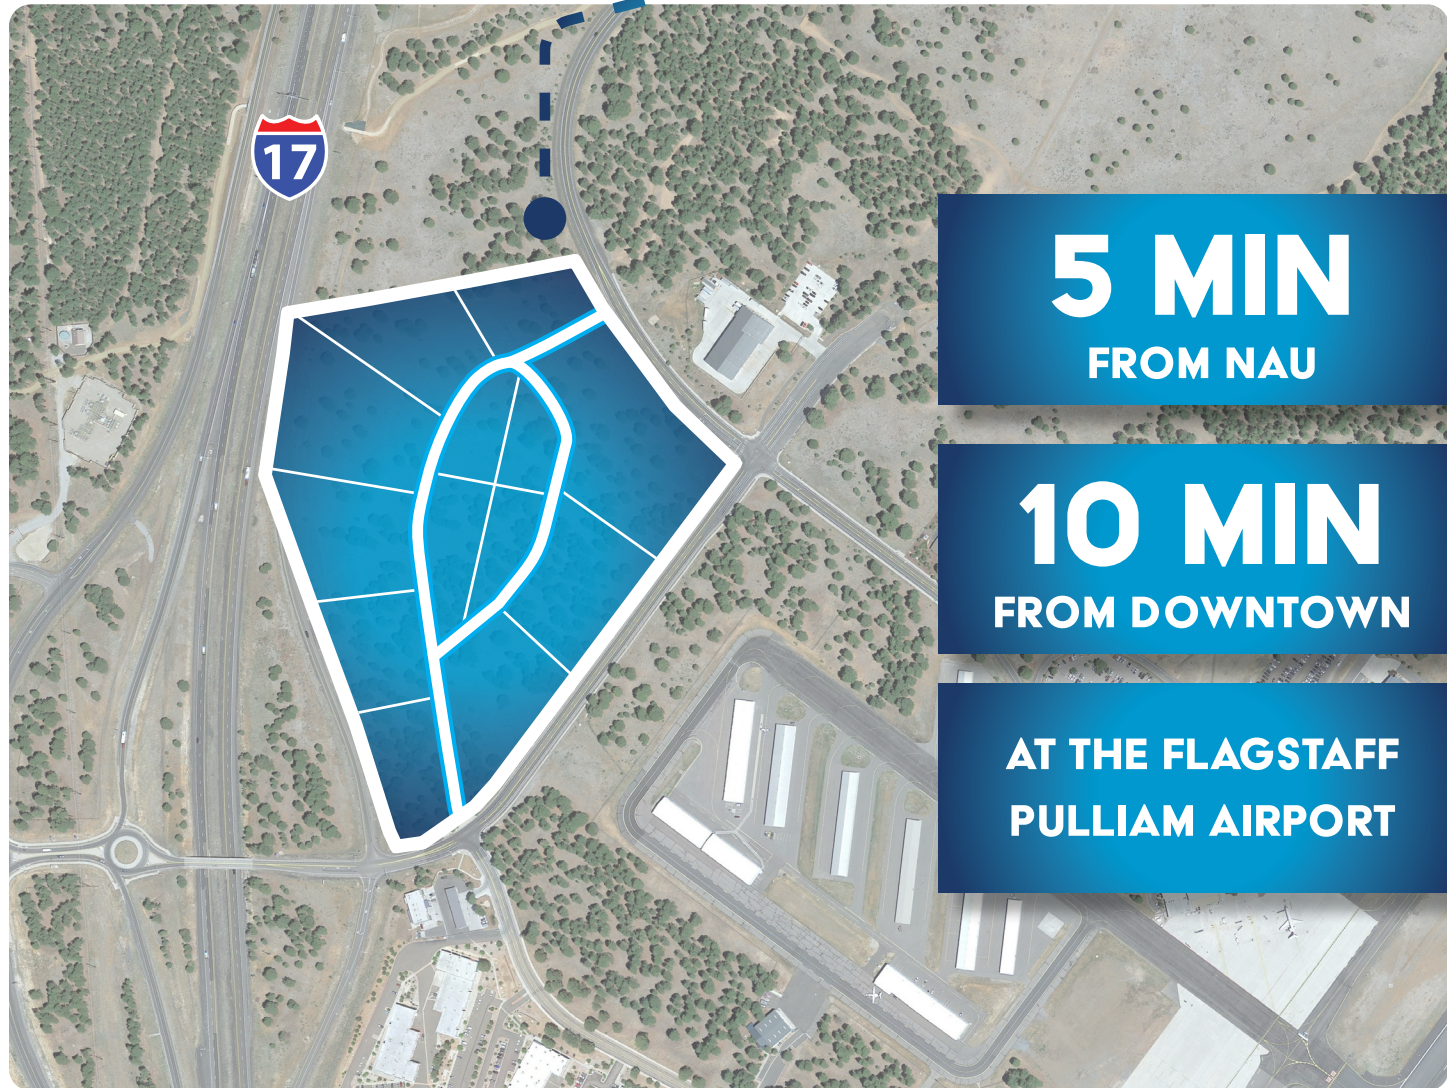 17
5 MIN
FROM NAU
10 MIN
FROM DOWNTOWN
AT THE FLAGSTAFF
PULLIAM AIRPORT